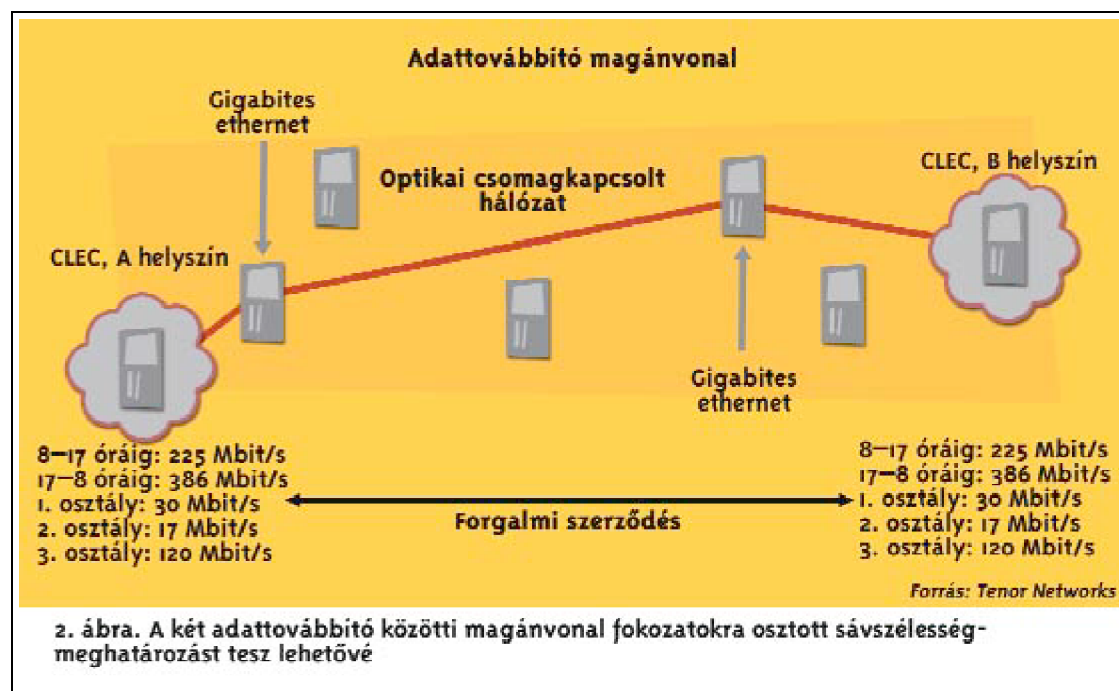 Adattovábbító magánvonal
Gigabites
ethernet
Optikai csomagkapcsolt
hálózat
CLEC, B helyszín
CLEC, A helyszín
Gigabites
ethernet
8–17 óráig: 225 Mbit/s
17–8 óráig: 386 Mbit/s
1. osztály: 30 Mbit/s
2. osztály: 17 Mbit/s
3. osztály: 120 Mbit/s
Forgalmi szerződés
8–17 óráig: 225 Mbit/s
17–8 óráig: 386 Mbit/s
1. osztály: 30 Mbit/s
2. osztály: 17 Mbit/s
3. osztály: 120 Mbit/s
Forrás: Tenor Networks
2. ábra. A két adattovábbító közötti magánvonal fokozatokra osztott sávszélesség-
meghatározást tesz lehetővé